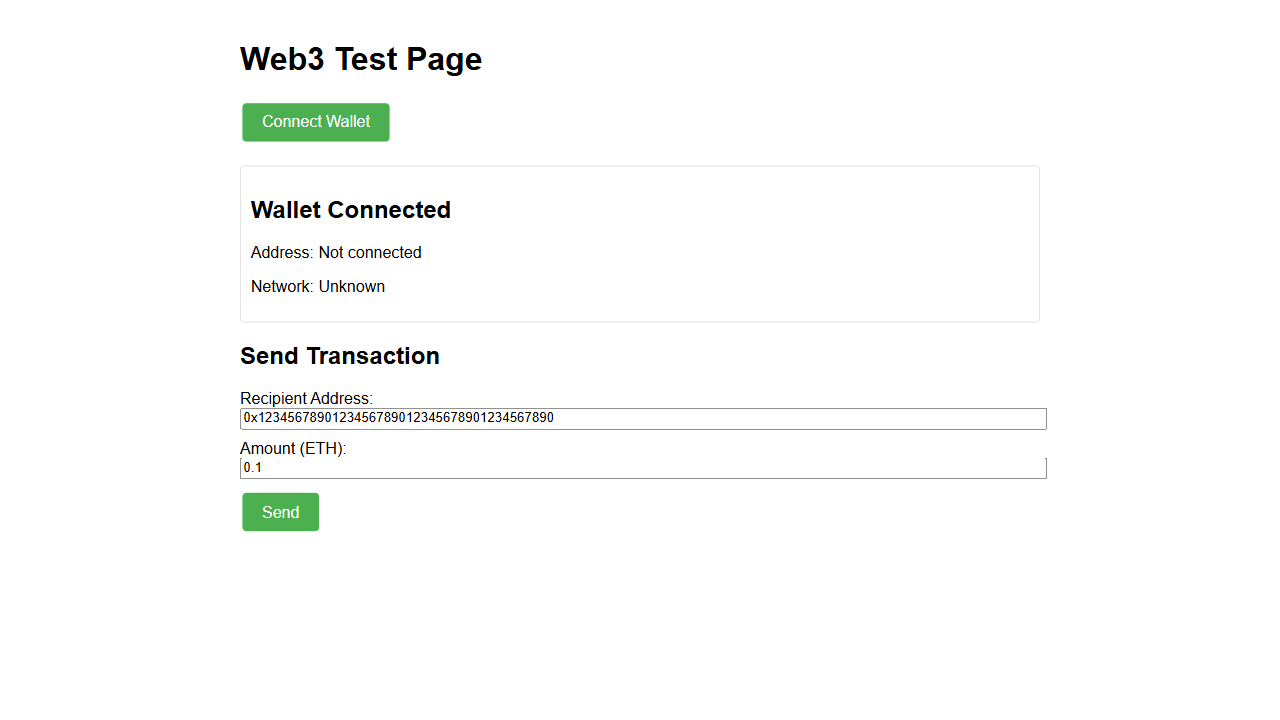 Web3 Test Page
Connect Wallet
Wallet Connected
Address: Not connected
Network: Unknown
Send Transaction
Recipient Address:
0x1234567890123456789012345678901234567890
Amount (ETH):
0.1
Send